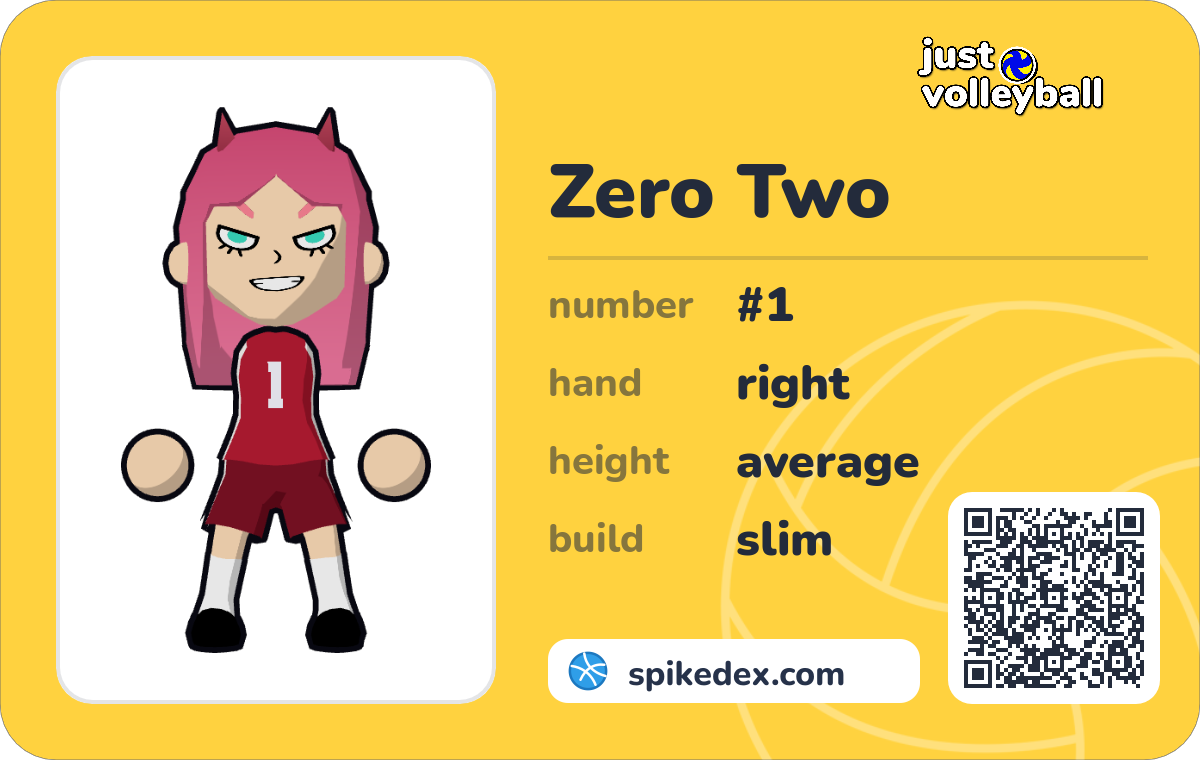 just
volleyball
Zero Two
number #1
hand right
height average
build slim
1
spikedex.com